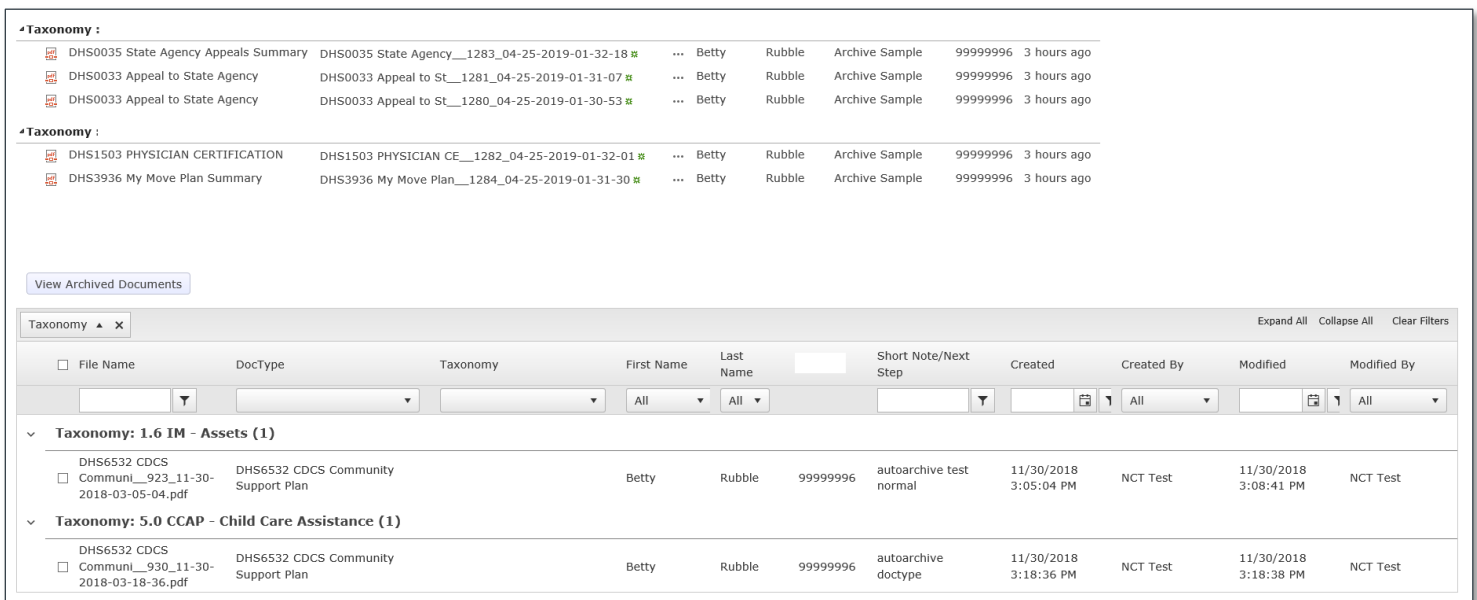 Taxonomy :
DHS0035 State Agency Appeals Summary DHS0035 State Agency__1283_04-25-2019-01-32-18 ... Betty Rubble Archive Sample 99999996 3 hours ago
DHS0033 Appeal to State Agency DHS0033 Appeal to St__1281_04-25-2019-01-31-07 ... Betty Rubble Archive Sample 99999996 3 hours ago
DHS0033 Appeal to State Agency DHS0033 Appeal to St__1280_04-25-2019-01-30-53 ... Betty Rubble Archive Sample 99999996 3 hours ago
Taxonomy :
DHS1503 PHYSICIAN CERTIFICATION DHS1503 PHYSICIAN CE__1282_04-25-2019-01-32-01 ... Betty Rubble Archive Sample 99999996 3 hours ago
DHS3936 My Move Plan Summary DHS3936 My Move Plan__1284_04-25-2019-01-31-30 ... Betty Rubble Archive Sample 99999996 3 hours ago
View Archived Documents
Taxonomy Expand All Collapse All Clear Filters
File Name DocType Taxonomy First Name Last Name Short Note/Next Step Created Created By Modified Modified By
All All All All
Taxonomy: 1.6 IM - Assets (1)
DHS6532 CDCS
Communi__923_11-30-
2018-03-05-04.pdf
DHS6532 CDCS Community
Support Plan
Betty Rubble 99999996
autoarchive test
normal
11/30/2018
3:05:04 PM
NCT Test
11/30/2018
3:08:41 PM
NCT Test
Taxonomy: 5.0 CCAP - Child Care Assistance (1)
DHS6532 CDCS
Communi__930_11-30-
2018-03-18-36.pdf
DHS6532 CDCS Community
Support Plan
Betty Rubble 99999996
autoarchive
doctype
11/30/2018
3:18:36 PM
NCT Test
11/30/2018
3:18:38 PM
NCT Test